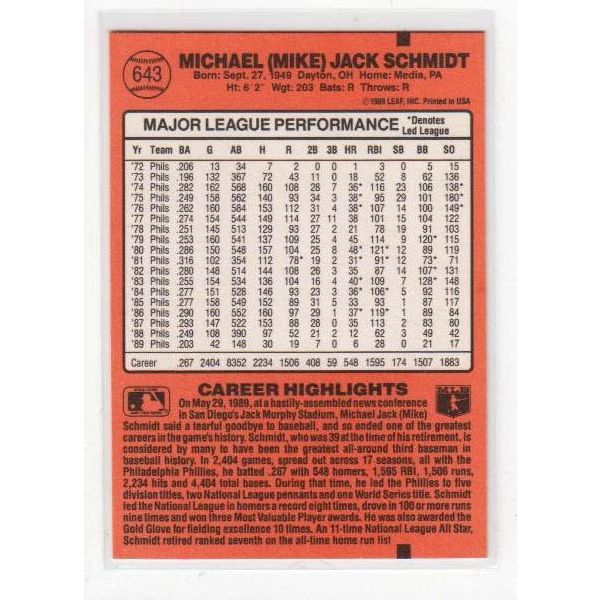 643
MICHAEL (MIKE) JACK SCHMIDT
Born: Sept. 27, 1949 Dayton, OH Home: Media, PA
Ht: 6'2" Wgt: 203 Bats: R Throws: R
©1989 LEAF, INC. Printed in USA
MAJOR LEAGUE PERFORMANCE *Denotes Led League
Yr Team BA G AB H R 2B 3B HR RBI SB BB SO
'72 Phils .206 13 34 7 2 0 0 1 3 0 5 15
'73 Phils .196 132 367 72 43 11 0 18 52 8 62 136
'74 Phils .282 162 568 160 108 28 7 36* 116 23 106 138*
'75 Phils .249 158 562 140 93 34 3 38* 95 29 101 180*
'76 Phils .262 160 584 153 112 31 4 38* 107 14 100 149*
'77 Phils .274 154 544 149 114 27 11 38 101 15 104 122
'78 Phils .251 145 513 129 93 27 2 21 78 19 91 103
'79 Phils .253 160 541 137 109 25 4 45 114 9 120* 115
'80 Phils .286 150 548 157 104 25 8 48* 121* 12 89 119
'81 Phils .316 102 354 112 78* 19 2 31* 91* 12 73* 71
'82 Phils .280 148 514 144 108 26 3 35 87 14 107* 131
'83 Phils .255 154 534 136 104 16 4 40* 109 7 128* 148*
'84 Phils .277 151 528 146 93 23 3 36* 106* 5 92 116
'85 Phils .277 158 549 152 89 31 5 33 93 1 87 117
'86 Phils .290 160 552 160 97 29 1 37* 119* 1 89 84
'87 Phils .293 147 522 153 88 28 0 35 113 2 83 80
'88 Phils .249 108 390 97 52 21 2 12 62 3 49 42
'89 Phils .203 42 148 30 19 7 0 6 28 0 21 17
Career .267 2404 8352 2234 1506 408 59 548 1595 174 1507 1883
CAREER HIGHLIGHTS
On May 29, 1989, at a hastily-assembled news conference
in San Diego's Jack Murphy Stadium, Michael Jack (Mike)
Schmidt said a tearful goodbye to baseball, and so ended one of the greatest
careers in the game's history. Schmidt, who was 39 at the time of his retirement, is
considered by many to have been the greatest all-around third baseman in
baseball history. In 2,404 games, spread out across 17 seasons, all with the
Philadelphia Phillies, he batted .267 with 548 homers, 1,595 RBI, 1,506 runs,
2,234 hits and 4,404 total bases. During that time, he led the Phillies to five
division titles, two National League pennants and one World Series title. Schmidt
led the National League in homers a record eight times, drove in 100 or more runs
nine times and won three Most Valuable Player awards. He was also awarded the
Gold Glove for fielding excellence 10 times. An 11-time National League All Star,
Schmidt retired ranked seventh on the all-time home run list